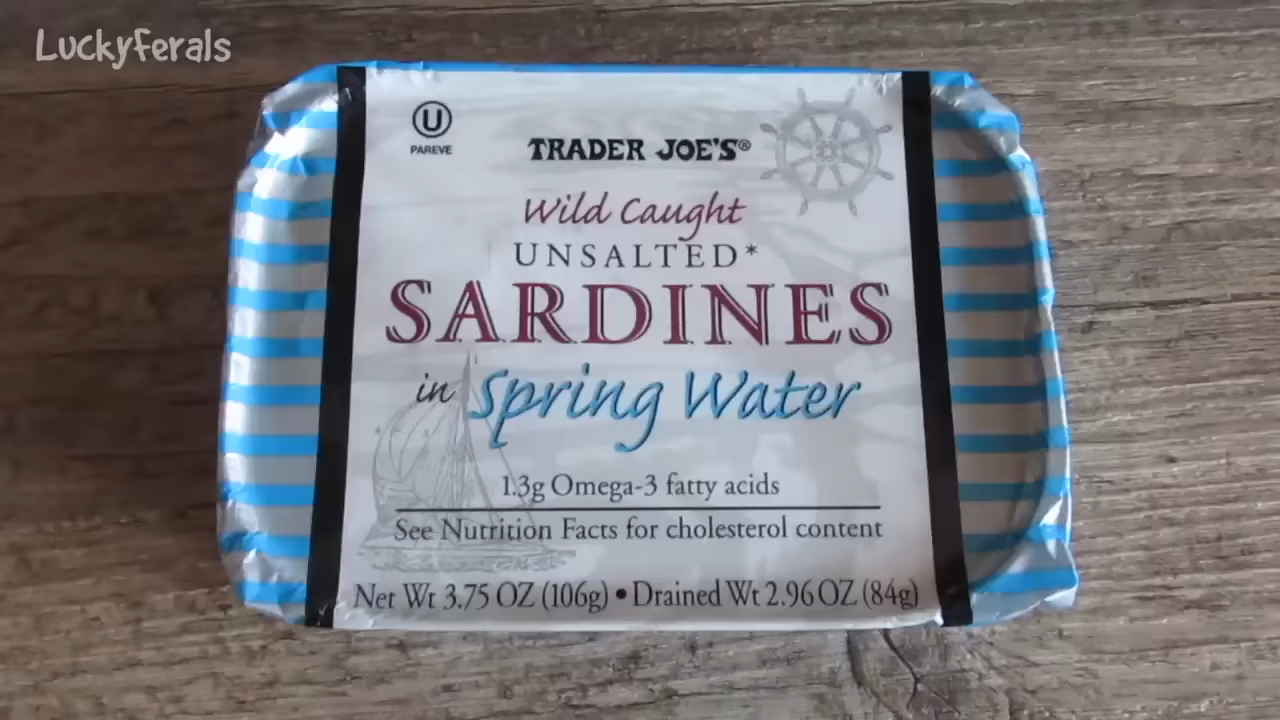 LuckyFerals
U
PAREVE
TRADER JOE'S®
Wild Caught
UNSALTED*
SARDINES
in Spring Water
1.3g Omega-3 fatty acids
See Nutrition Facts for cholesterol content
Net Wt 3.75 OZ (106g) • Drained Wt 2.96 OZ (84g)